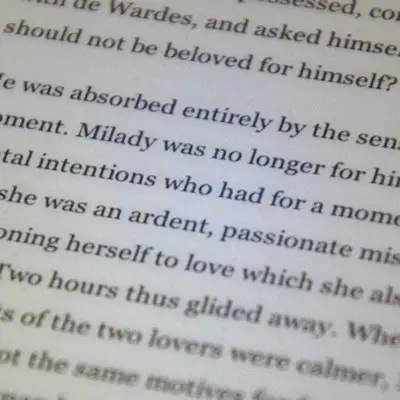 de Wardes, and asked himse
should not be beloved for himself?
He was absorbed entirely by the sen
oment. Milady was no longer for hi
tal intentions who had for a mome
she was an ardent, passionate mis
oning herself to love which she als
Two hours thus glided away. Whe
s of the two lovers were calmer,
ot the same motives